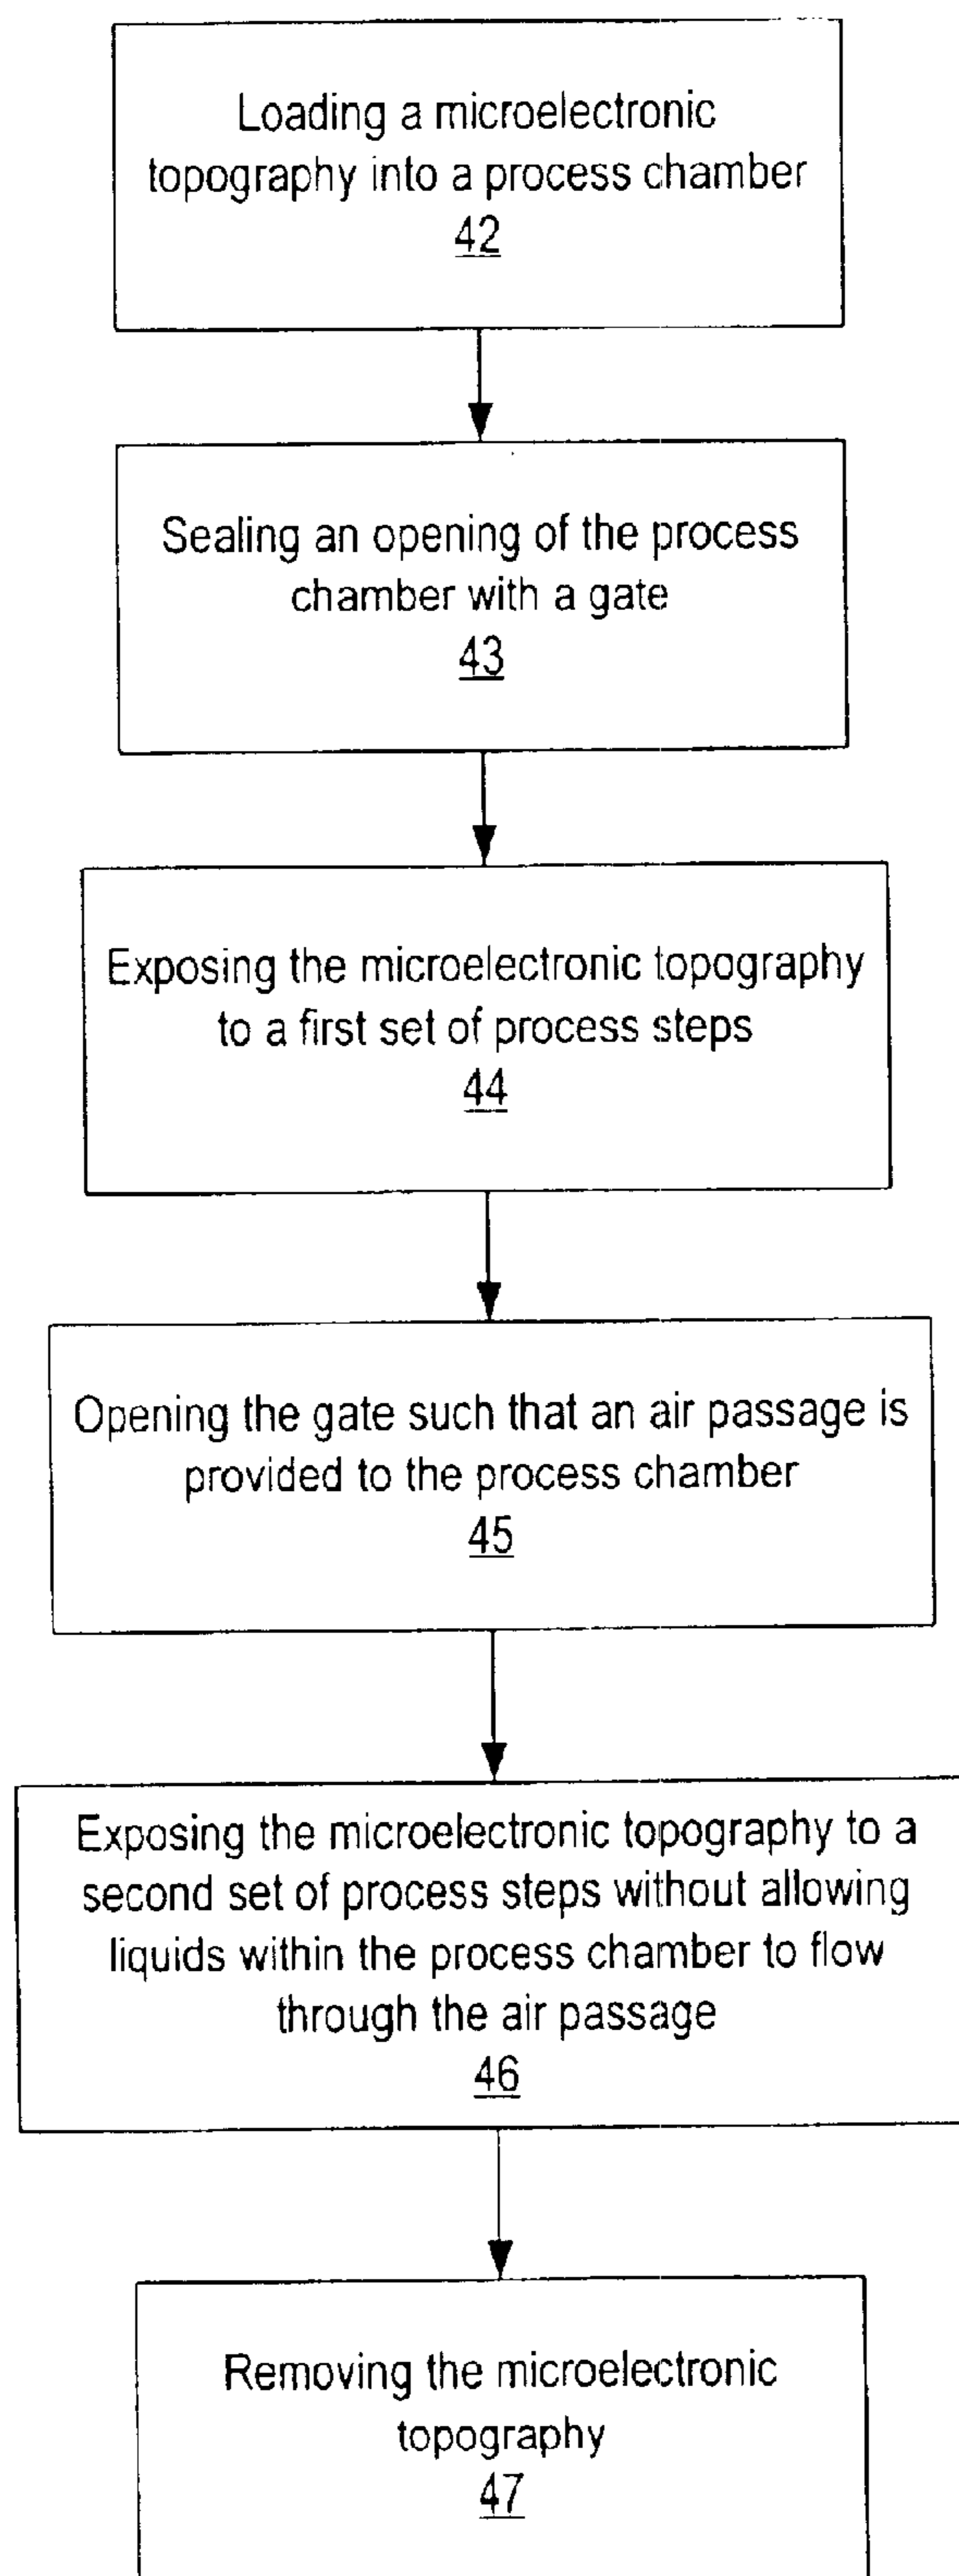 Loading a microelectronic
topography into a process chamber
42
Sealing an opening of the process
chamber with a gate
43
Exposing the microelectronic topography
to a first set of process steps
44
Opening the gate such that an air passage is
provided to the process chamber
45
Exposing the microelectronic topography to a
second set of process steps without allowing
liquids within the process chamber to flow
through the air passage
46
Removing the microelectronic
topography
47